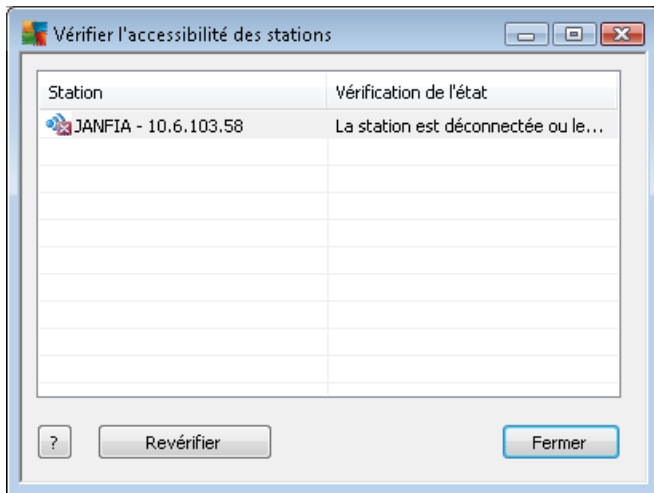 Vérifier l'accessibilité des stations
Station Vérification de l'état
JANFIA - 10.6.103.58 La station est déconnectée ou le...
? Revérifier Fermer